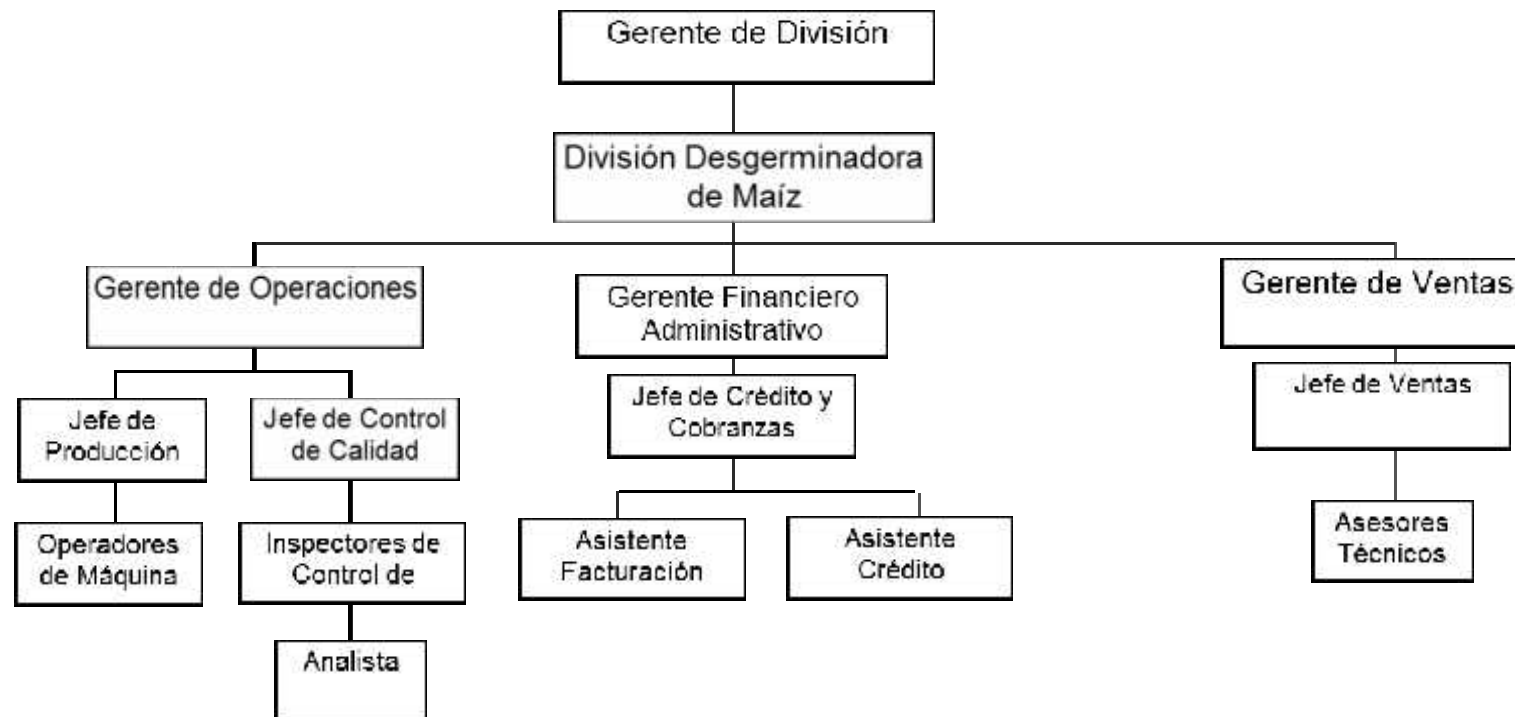 Gerente de División
División Desgerminadora
de Maíz
Gerente de Operaciones
Gerente Financiero
Administrativo
Gerente de Ventas
Jefe de
Producción
Jefe de Control
de Calidad
Jefe de Crédito y
Cobranzas
Jefe de Ventas
Operadores
de Máquina
Inspectores de
Control de
Asistente
Facturación
Asistente
Crédito
Asesores
Técnicos
Analista